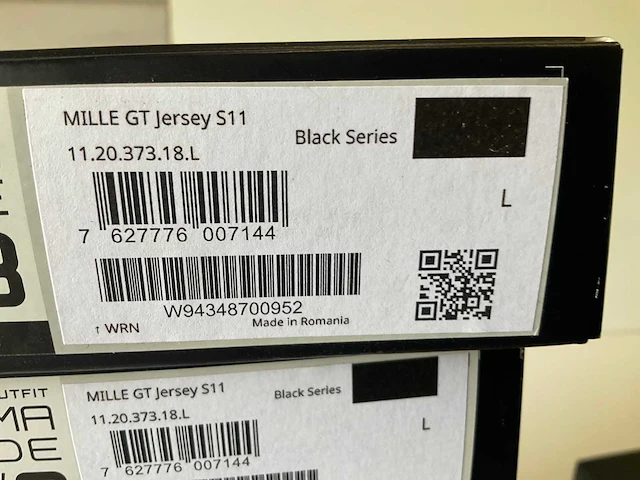 MILLE GT Jersey S11
Black Series
11.20.373.18.L
L
7 627776 007144
W94348700952
↑ WRN
Made in Romania
MILLE GT Jersey S11
Black Series
11.20.373.18.L
L
7 627776 007144